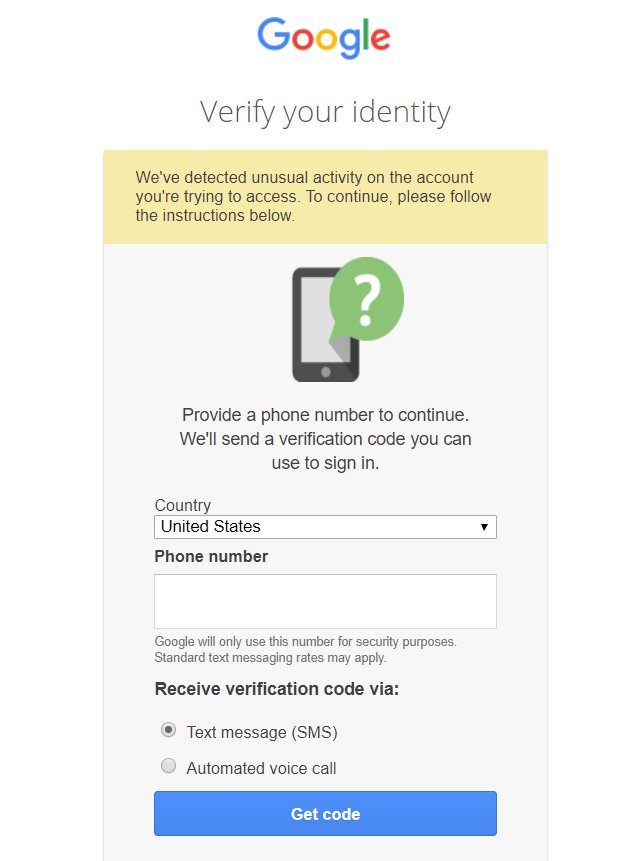 Google
Verify your identity
We've detected unusual activity on the account
you're trying to access. To continue, please follow
the instructions below.
?
Provide a phone number to continue.
We'll send a verification code you can
use to sign in.
Country
United States
Phone number
Google will only use this number for security purposes.
Standard text messaging rates may apply.
Receive verification code via:
Text message (SMS)
Automated voice call
Get code